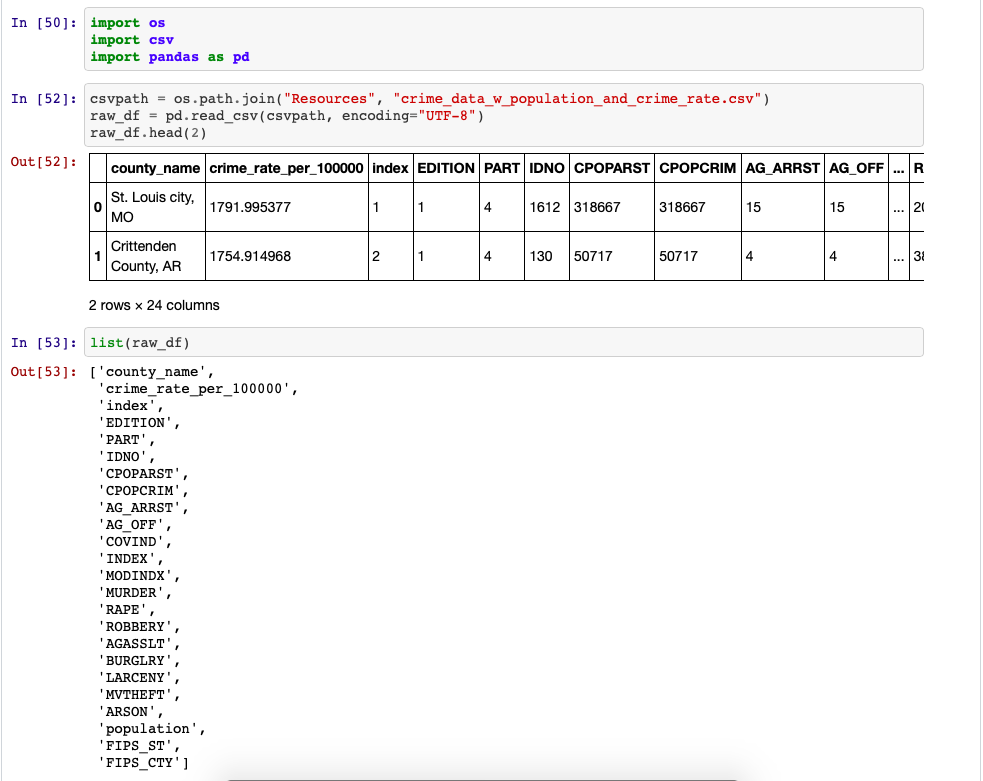 In [50]: import os
import csv
import pandas as pd
In [52]: csvpath = os.path.join("Resources", "crime_data_w_population_and_crime_rate.csv")
raw_df = pd.read_csv(csvpath, encoding="UTF-8")
raw_df.head(2)
Out[52]:
county_name crime_rate_per_100000 index EDITION PART IDNO CPOPARST CPOPCRIM AG_ARRST AG_OFF ... R
0 St. Louis city, MO 1791.995377 1 1 4 1612 318667 318667 15 15 ... 20
1 Crittenden County, AR 1754.914968 2 1 4 130 50717 50717 4 4 ... 38
2 rows × 24 columns
In [53]: list(raw_df)
Out[53]: ['county_name',
'crime_rate_per_100000',
'index',
'EDITION',
'PART',
'IDNO',
'CPOPARST',
'CPOPCRIM',
'AG_ARRST',
'AG_OFF',
'COVIND',
'INDEX',
'MODINDX',
'MURDER',
'RAPE',
'ROBBERY',
'AGASSLT',
'BURGLRY',
'LARCENY',
'MVTHEFT',
'ARSON',
'population',
'FIPS_ST',
'FIPS_CTY']